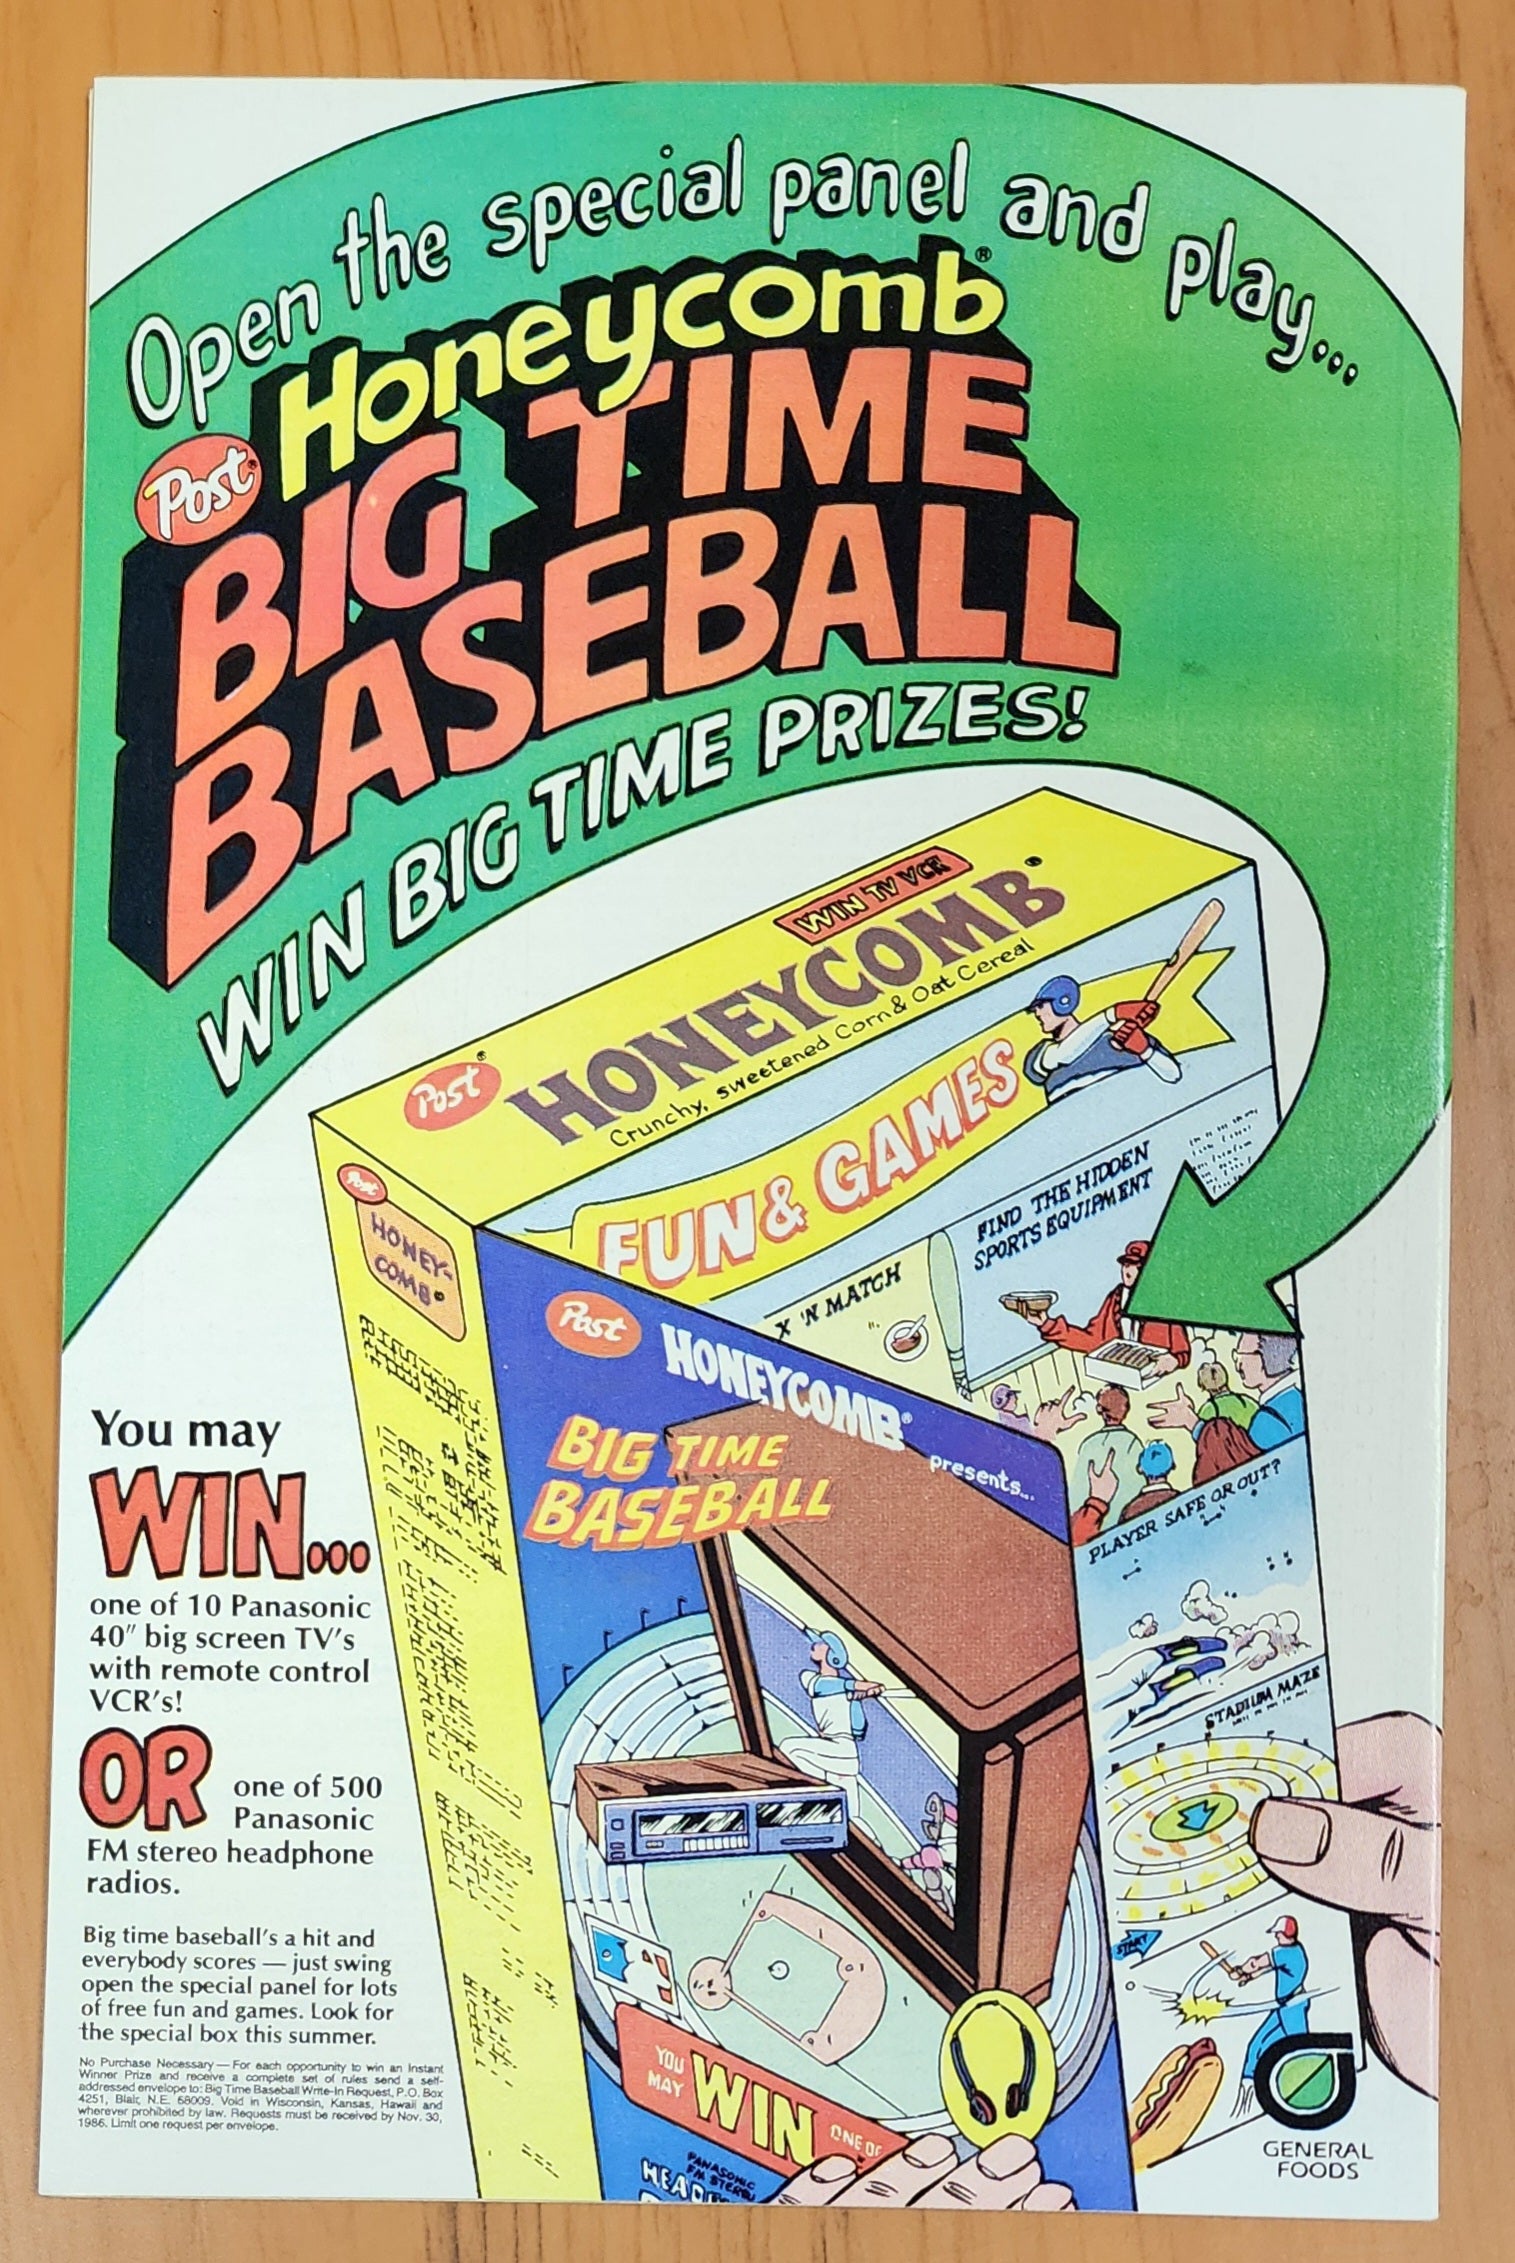 Open the special panel and play...
Post®
Honeycomb®
BIG TIME
BASEBALL
WIN BIG TIME PRIZES!
WIN TV VCR
Post®
HONEYCOMB®
Crunchy, sweetened Corn & Oat Cereal
FUN & GAMES
Post
HONEY-
COMB®
X 'N MATCH
FIND THE HIDDEN
SPORTS EQUIPMENT
Post
HONEYCOMB®
presents...
BIG TIME
BASEBALL
PLAYER SAFE OR OUT?
STADIUM MAZE
START
You may
WIN...
one of 10 Panasonic
40" big screen TV's
with remote control
VCR's!
OR one of 500
Panasonic
FM stereo headphone
radios.
Big time baseball's a hit and
everybody scores — just swing
open the special panel for lots
of free fun and games. Look for
the special box this summer.
No Purchase Necessary — For each opportunity to win an Instant
Winner Prize and receive a complete set of rules send a self-
addressed envelope to: Big Time Baseball Write-In Request, P.O. Box
4251, Blair, N.E. 68009. Void in Wisconsin, Kansas, Hawaii and
wherever prohibited by law. Requests must be received by Nov. 30,
1986. Limit one request per envelope.
YOU
MAY
WIN
ONE OF
PANASONIC
FM STEREO
GENERAL
FOODS